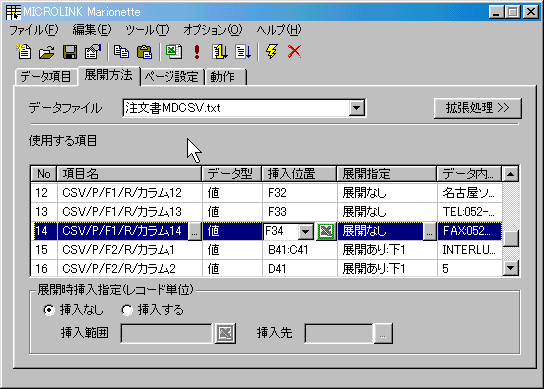 MICROLINK Marionette
ファイル(F) 編集(E) ツール(T) オプション(O) ヘルプ(H)
データ項目 展開方法 ページ設定 動作
データファイル 注文書MDCSV.txt 拡張処理 >>
使用する項目
No 項目名 データ型 挿入位置 展開指定 データ内...
12 CSV/P/F1/R/カラム12 値 F32 展開なし 名古屋ソ...
13 CSV/P/F1/R/カラム13 値 F33 展開なし TEL:052-...
14 CSV/P/F1/R/カラム14 ... 値 F34 展開なし ... FAX:052...
15 CSV/P/F2/R/カラム1 値 B41:C41 展開あり:下1 INTERLU...
16 CSV/P/F2/R/カラム2 値 D41 展開あり:下1 5
展開時挿入指定(レコード単位)
挿入なし 挿入する
挿入範囲 挿入先 ...